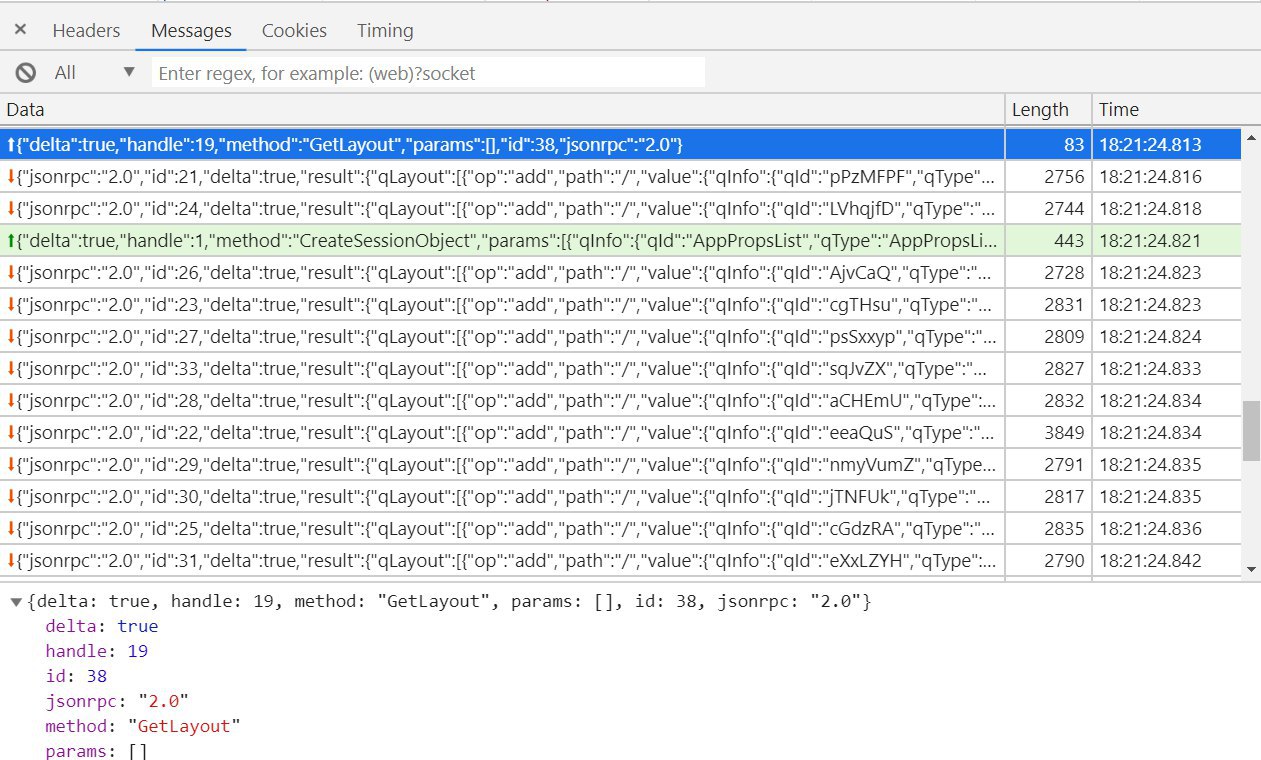 × Headers Messages Cookies Timing
All ▼ Enter regex, for example: (web)?socket
Data Length Time
↑{"delta":true,"handle":19,"method":"GetLayout","params":[],"id":38,"jsonrpc":"2.0"} 83 18:21:24.813
↓{"jsonrpc":"2.0","id":21,"delta":true,"result":{"qLayout":[{"op":"add","path":"/","value":{"qInfo":{"qId":"pPzMFPF","qType":"... 2756 18:21:24.816
↓{"jsonrpc":"2.0","id":24,"delta":true,"result":{"qLayout":[{"op":"add","path":"/","value":{"qInfo":{"qId":"LVhqjfD","qType":"... 2744 18:21:24.818
↑{"delta":true,"handle":1,"method":"CreateSessionObject","params":[{"qInfo":{"qId":"AppPropsList","qType":"AppPropsLi... 443 18:21:24.821
↓{"jsonrpc":"2.0","id":26,"delta":true,"result":{"qLayout":[{"op":"add","path":"/","value":{"qInfo":{"qId":"AjvCaQ","qType":"... 2728 18:21:24.823
↓{"jsonrpc":"2.0","id":23,"delta":true,"result":{"qLayout":[{"op":"add","path":"/","value":{"qInfo":{"qId":"cgTHsu","qType":"... 2831 18:21:24.823
↓{"jsonrpc":"2.0","id":27,"delta":true,"result":{"qLayout":[{"op":"add","path":"/","value":{"qInfo":{"qId":"psSxxyp","qType":"... 2809 18:21:24.824
↓{"jsonrpc":"2.0","id":33,"delta":true,"result":{"qLayout":[{"op":"add","path":"/","value":{"qInfo":{"qId":"sqJvZX","qType":"... 2827 18:21:24.833
↓{"jsonrpc":"2.0","id":28,"delta":true,"result":{"qLayout":[{"op":"add","path":"/","value":{"qInfo":{"qId":"aCHEmU","qType":... 2832 18:21:24.834
↓{"jsonrpc":"2.0","id":22,"delta":true,"result":{"qLayout":[{"op":"add","path":"/","value":{"qInfo":{"qId":"eeaQuS","qType":"... 3849 18:21:24.834
↓{"jsonrpc":"2.0","id":29,"delta":true,"result":{"qLayout":[{"op":"add","path":"/","value":{"qInfo":{"qId":"nmyVumZ","qType... 2791 18:21:24.835
↓{"jsonrpc":"2.0","id":30,"delta":true,"result":{"qLayout":[{"op":"add","path":"/","value":{"qInfo":{"qId":"jTNFUk","qType":"... 2817 18:21:24.835
↓{"jsonrpc":"2.0","id":25,"delta":true,"result":{"qLayout":[{"op":"add","path":"/","value":{"qInfo":{"qId":"cGdzRA","qType":"... 2835 18:21:24.836
↓{"jsonrpc":"2.0","id":31,"delta":true,"result":{"qLayout":[{"op":"add","path":"/","value":{"qInfo":{"qId":"eXxLZYH","qType":... 2790 18:21:24.842
▼{delta: true, handle: 19, method: "GetLayout", params: [], id: 38, jsonrpc: "2.0"}
delta: true
handle: 19
id: 38
jsonrpc: "2.0"
method: "GetLayout"
params: []